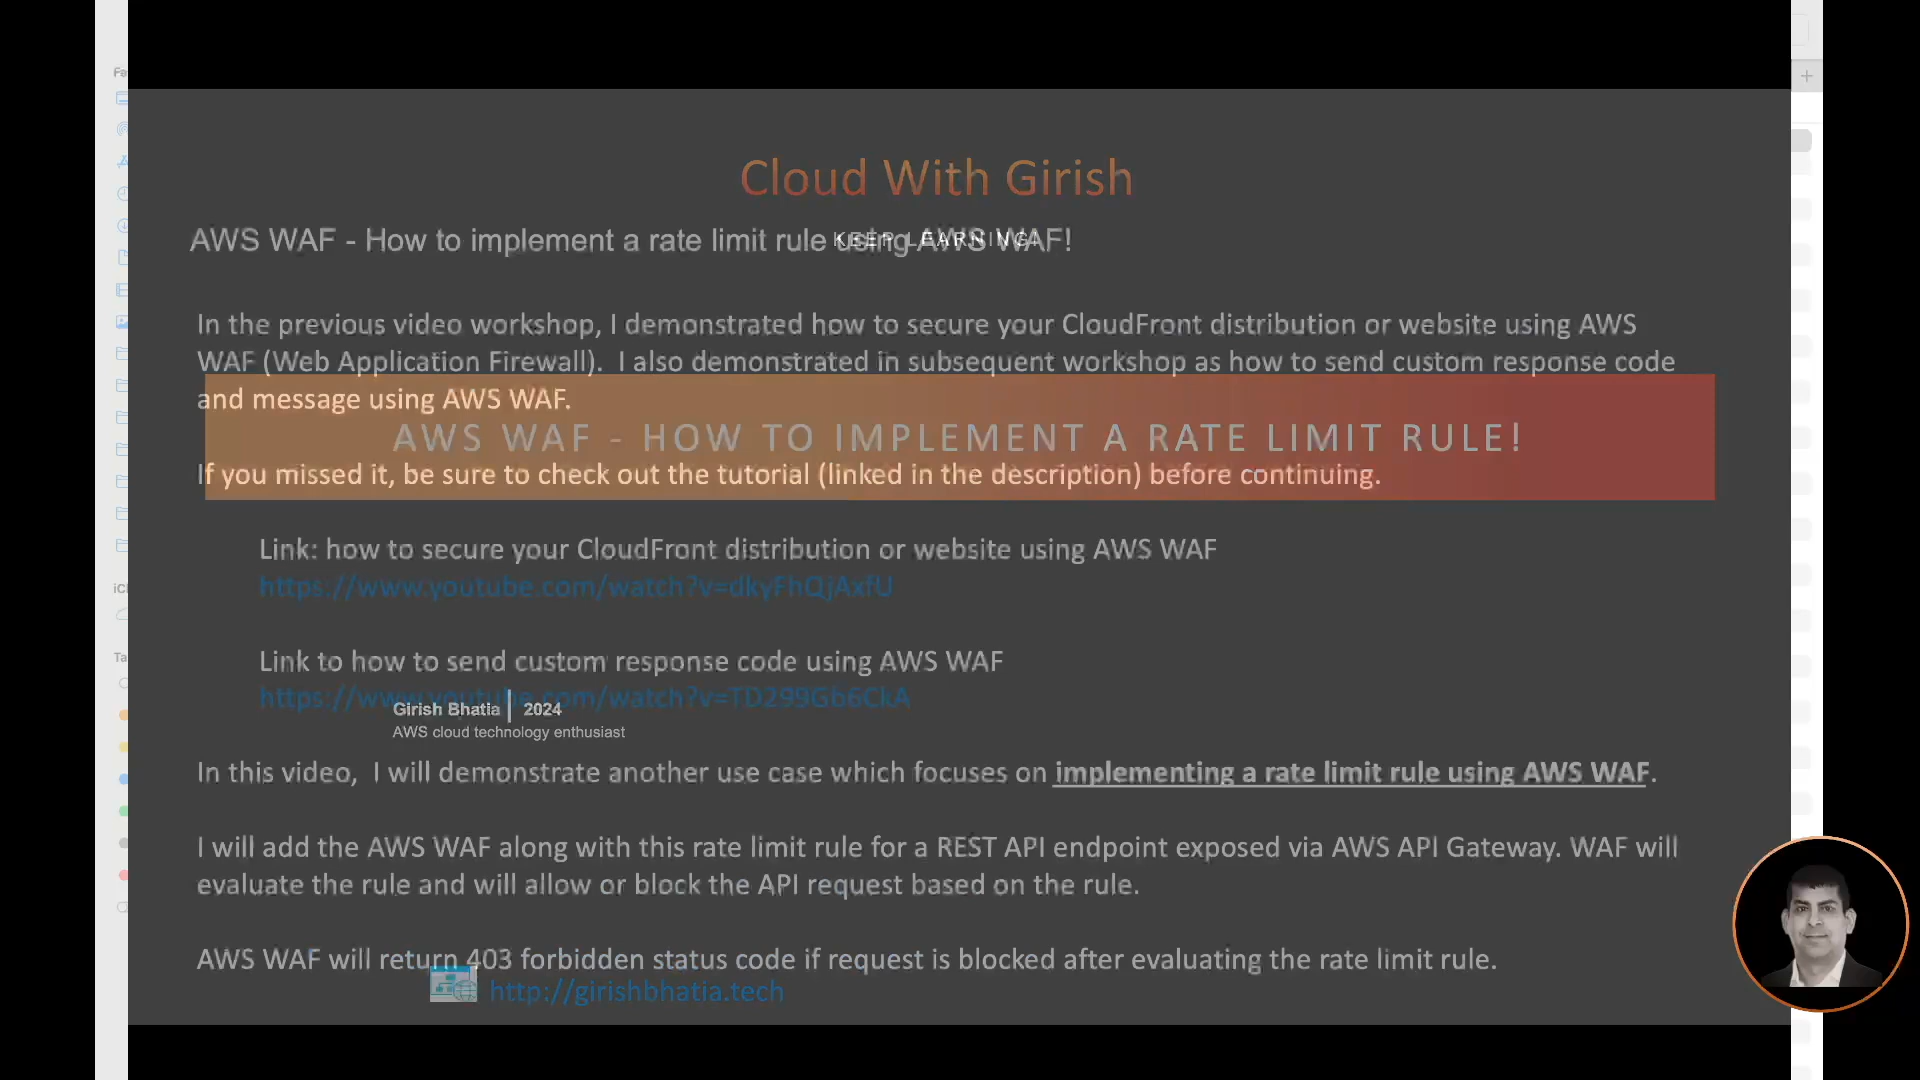 Cloud With Girish
AWS WAF - How to implement a rate limit rule using AWS WAF!
KEEP LEARNING!
In the previous video workshop, I demonstrated how to secure your CloudFront distribution or website using AWS
WAF (Web Application Firewall). I also demonstrated in subsequent workshop as how to send custom response code
and message using AWS WAF.
AWS WAF - HOW TO IMPLEMENT A RATE LIMIT RULE!
If you missed it, be sure to check out the tutorial (linked in the description) before continuing.
Link: how to secure your CloudFront distribution or website using AWS WAF
https://www.youtube.com/watch?v=dkyFhQjAxfU
Link to how to send custom response code using AWS WAF
https://www.youtube.com/watch?v=TD299Gb6CkA
Girish Bhatia | 2024
AWS cloud technology enthusiast
In this video, I will demonstrate another use case which focuses on implementing a rate limit rule using AWS WAF.
I will add the AWS WAF along with this rate limit rule for a REST API endpoint exposed via AWS API Gateway. WAF will
evaluate the rule and will allow or block the API request based on the rule.
AWS WAF will return 403 forbidden status code if request is blocked after evaluating the rate limit rule.
http://girishbhatia.tech